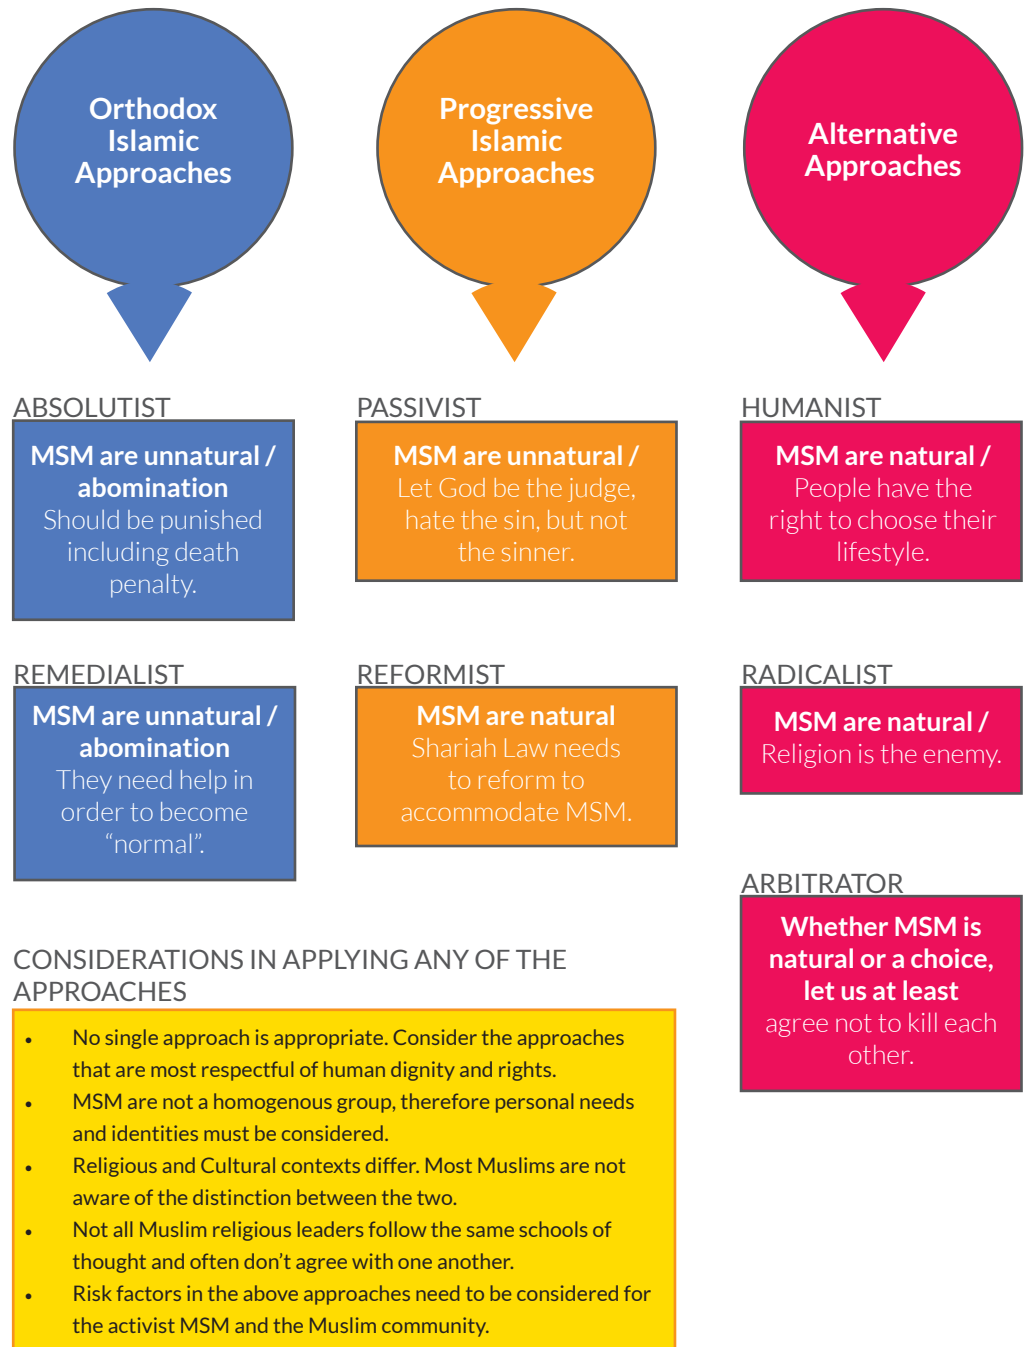 Orthodox
Islamic
Approaches
Progressive
Islamic
Approaches
Alternative
Approaches
ABSOLUTIST
MSM are unnatural /
abomination
Should be punished
including death
penalty.
PASSIVIST
MSM are unnatural /
Let God be the judge,
hate the sin, but not
the sinner.
HUMANIST
MSM are natural /
People have the
right to choose their
lifestyle.
REMEDIALIST
MSM are unnatural /
abomination
They need help in
order to become
“normal”.
REFORMIST
MSM are natural
Shariah Law needs
to reform to
accommodate MSM.
RADICALIST
MSM are natural /
Religion is the enemy.
ARBITRATOR
Whether MSM is
natural or a choice,
let us at least
agree not to kill each
other.
CONSIDERATIONS IN APPLYING ANY OF THE
APPROACHES
• No single approach is appropriate. Consider the approaches
that are most respectful of human dignity and rights.
• MSM are not a homogenous group, therefore personal needs
and identities must be considered.
• Religious and Cultural contexts differ. Most Muslims are not
aware of the distinction between the two.
• Not all Muslim religious leaders follow the same schools of
thought and often don’t agree with one another.
• Risk factors in the above approaches need to be considered for
the activist MSM and the Muslim community.